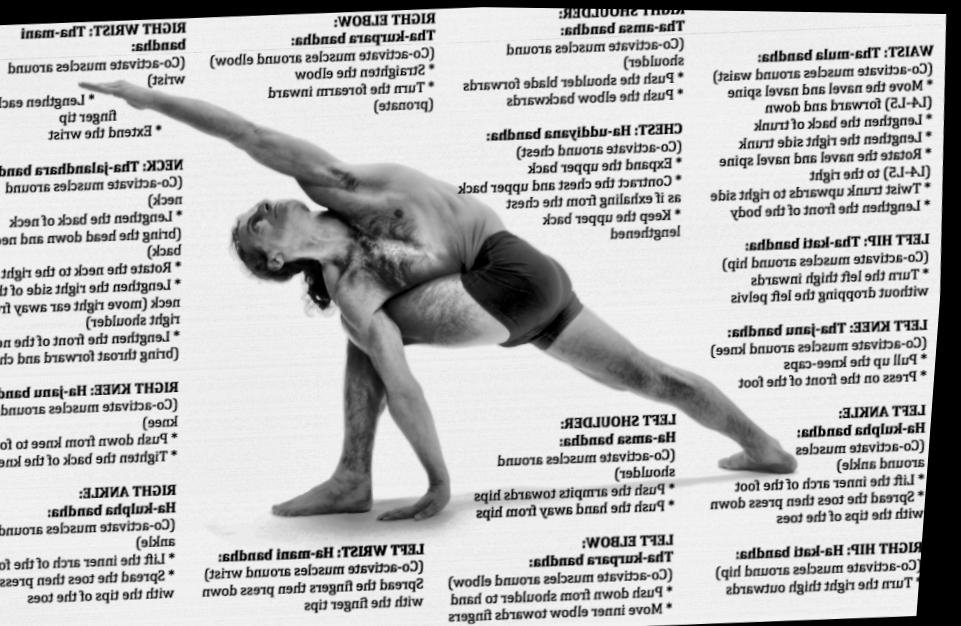 WAIST: Tha-mula bandha:
(Co-activate muscles around waist)
* Move the navel and navel spine
(L4-L5) forward and down
* Lengthen the back of trunk
* Lengthen the right side trunk
* Rotate the navel and navel spine
(L4-L5) to the right
* Twist trunk upwards to right side
* Lengthen the front of the body
LEFT HIP: Tha-kati bandha:
(Co-activate muscles around hip)
* Turn the left thigh inwards
without dropping the left pelvis
LEFT KNEE: Tha-janu bandha:
(Co-activate muscles around knee)
* Pull up the knee-caps
* Press on the front of the foot
LEFT ANKLE:
Ha-kulpha bandha:
(Co-activate muscles
around ankle)
* Lift the inner arch of the foot
* Spread the toes then press down
with the tips of the toes
RIGHT HIP: Ha-kati bandha:
(Co-activate muscles around hip)
* Turn the right thigh outwards
RIGHT SHOULDER:
Tha-amsa bandha:
(Co-activate muscles around
shoulder)
* Push the shoulder blade forwards
* Push the elbow backwards
CHEST: Ha-uddiyana bandha:
(Co-activate around chest)
* Expand the upper back
* Contract the chest and upper back
as if exhaling from the chest
* Keep the upper back
lengthened
LEFT SHOULDER
Ha-amsa bandha:
(Co-activate muscles around
shoulder)
* Push the armpits towards hips
* Push the hand away from hips
LEFT ELBOW:
Tha-kurpara bandha:
(Co-activate muscles around elbow)
* Push down from shoulder to hand
* Move inner elbow towards fingers
RIGHT ELBOW:
Tha-kurpara bandha:
(Co-activate muscles around elbow)
* Straighten the elbow
* Turn the forearm inward
(pronate)
LEFT WRIST: Ha-mani bandha:
(Co-activate muscles around wrist)
Spread the fingers then press down
with the finger tips
RIGHT WRIST: Tha-mani
bandha:
(Co-activate muscles around
wrist)
* Lengthen each
finger tip
* Extend the wrist
NECK: Tha-jalandhara
(Co-activate muscles around
neck)
* Lengthen the back of neck
(bring the head down and
back)
* Rotate the neck to the right
* Lengthen the right side of
neck (move right ear away
right shoulder)
* Lengthen the front of the
(bring throat forward and
RIGHT KNEE: Ha-janu
(Co-activate muscles around
knee)
* Push down from knee to
* Tighten the back of the
RIGHT ANKLE:
Ha-kulpha bandha:
(Co-activate muscles around
ankle)
* Lift the inner arch of the
* Spread the toes then press
with the tips of the toes